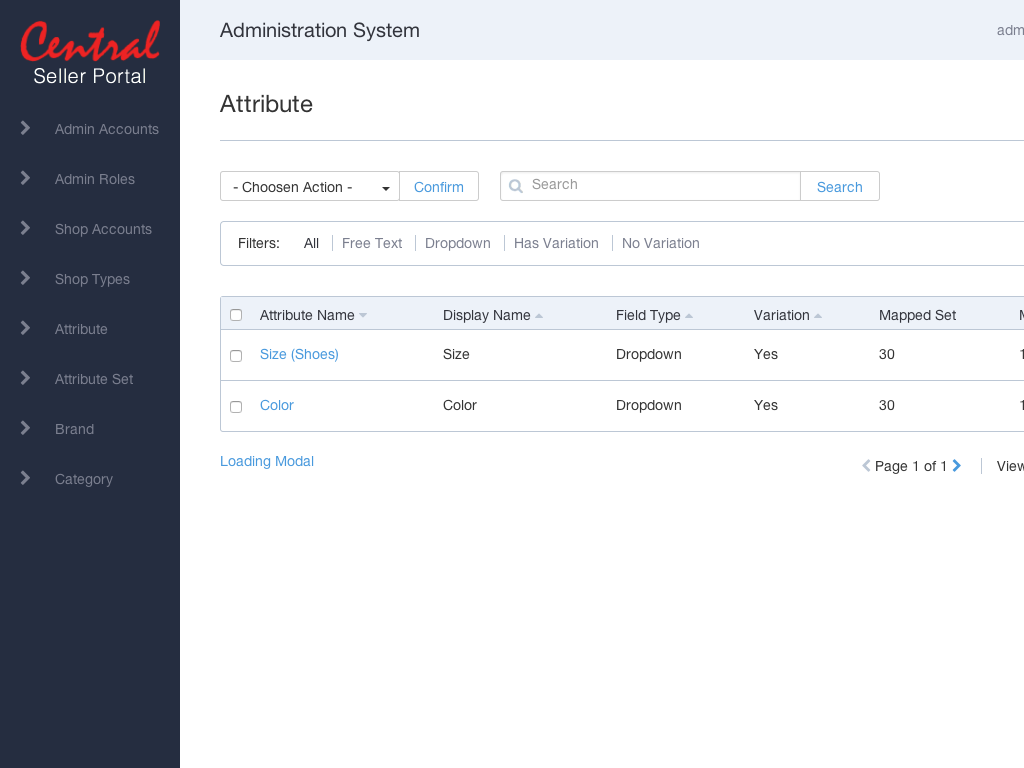 Central
Seller Portal
Admin Accounts
Admin Roles
Shop Accounts
Shop Types
Attribute
Attribute Set
Brand
Category
Administration System
adm
Attribute
- Choosen Action -
Confirm
Search
Search
Filters: All Free Text Dropdown Has Variation No Variation
Attribute Name Display Name Field Type Variation Mapped Set
Size (Shoes) Size Dropdown Yes 30
Color Color Dropdown Yes 30
Loading Modal
Page 1 of 1 View